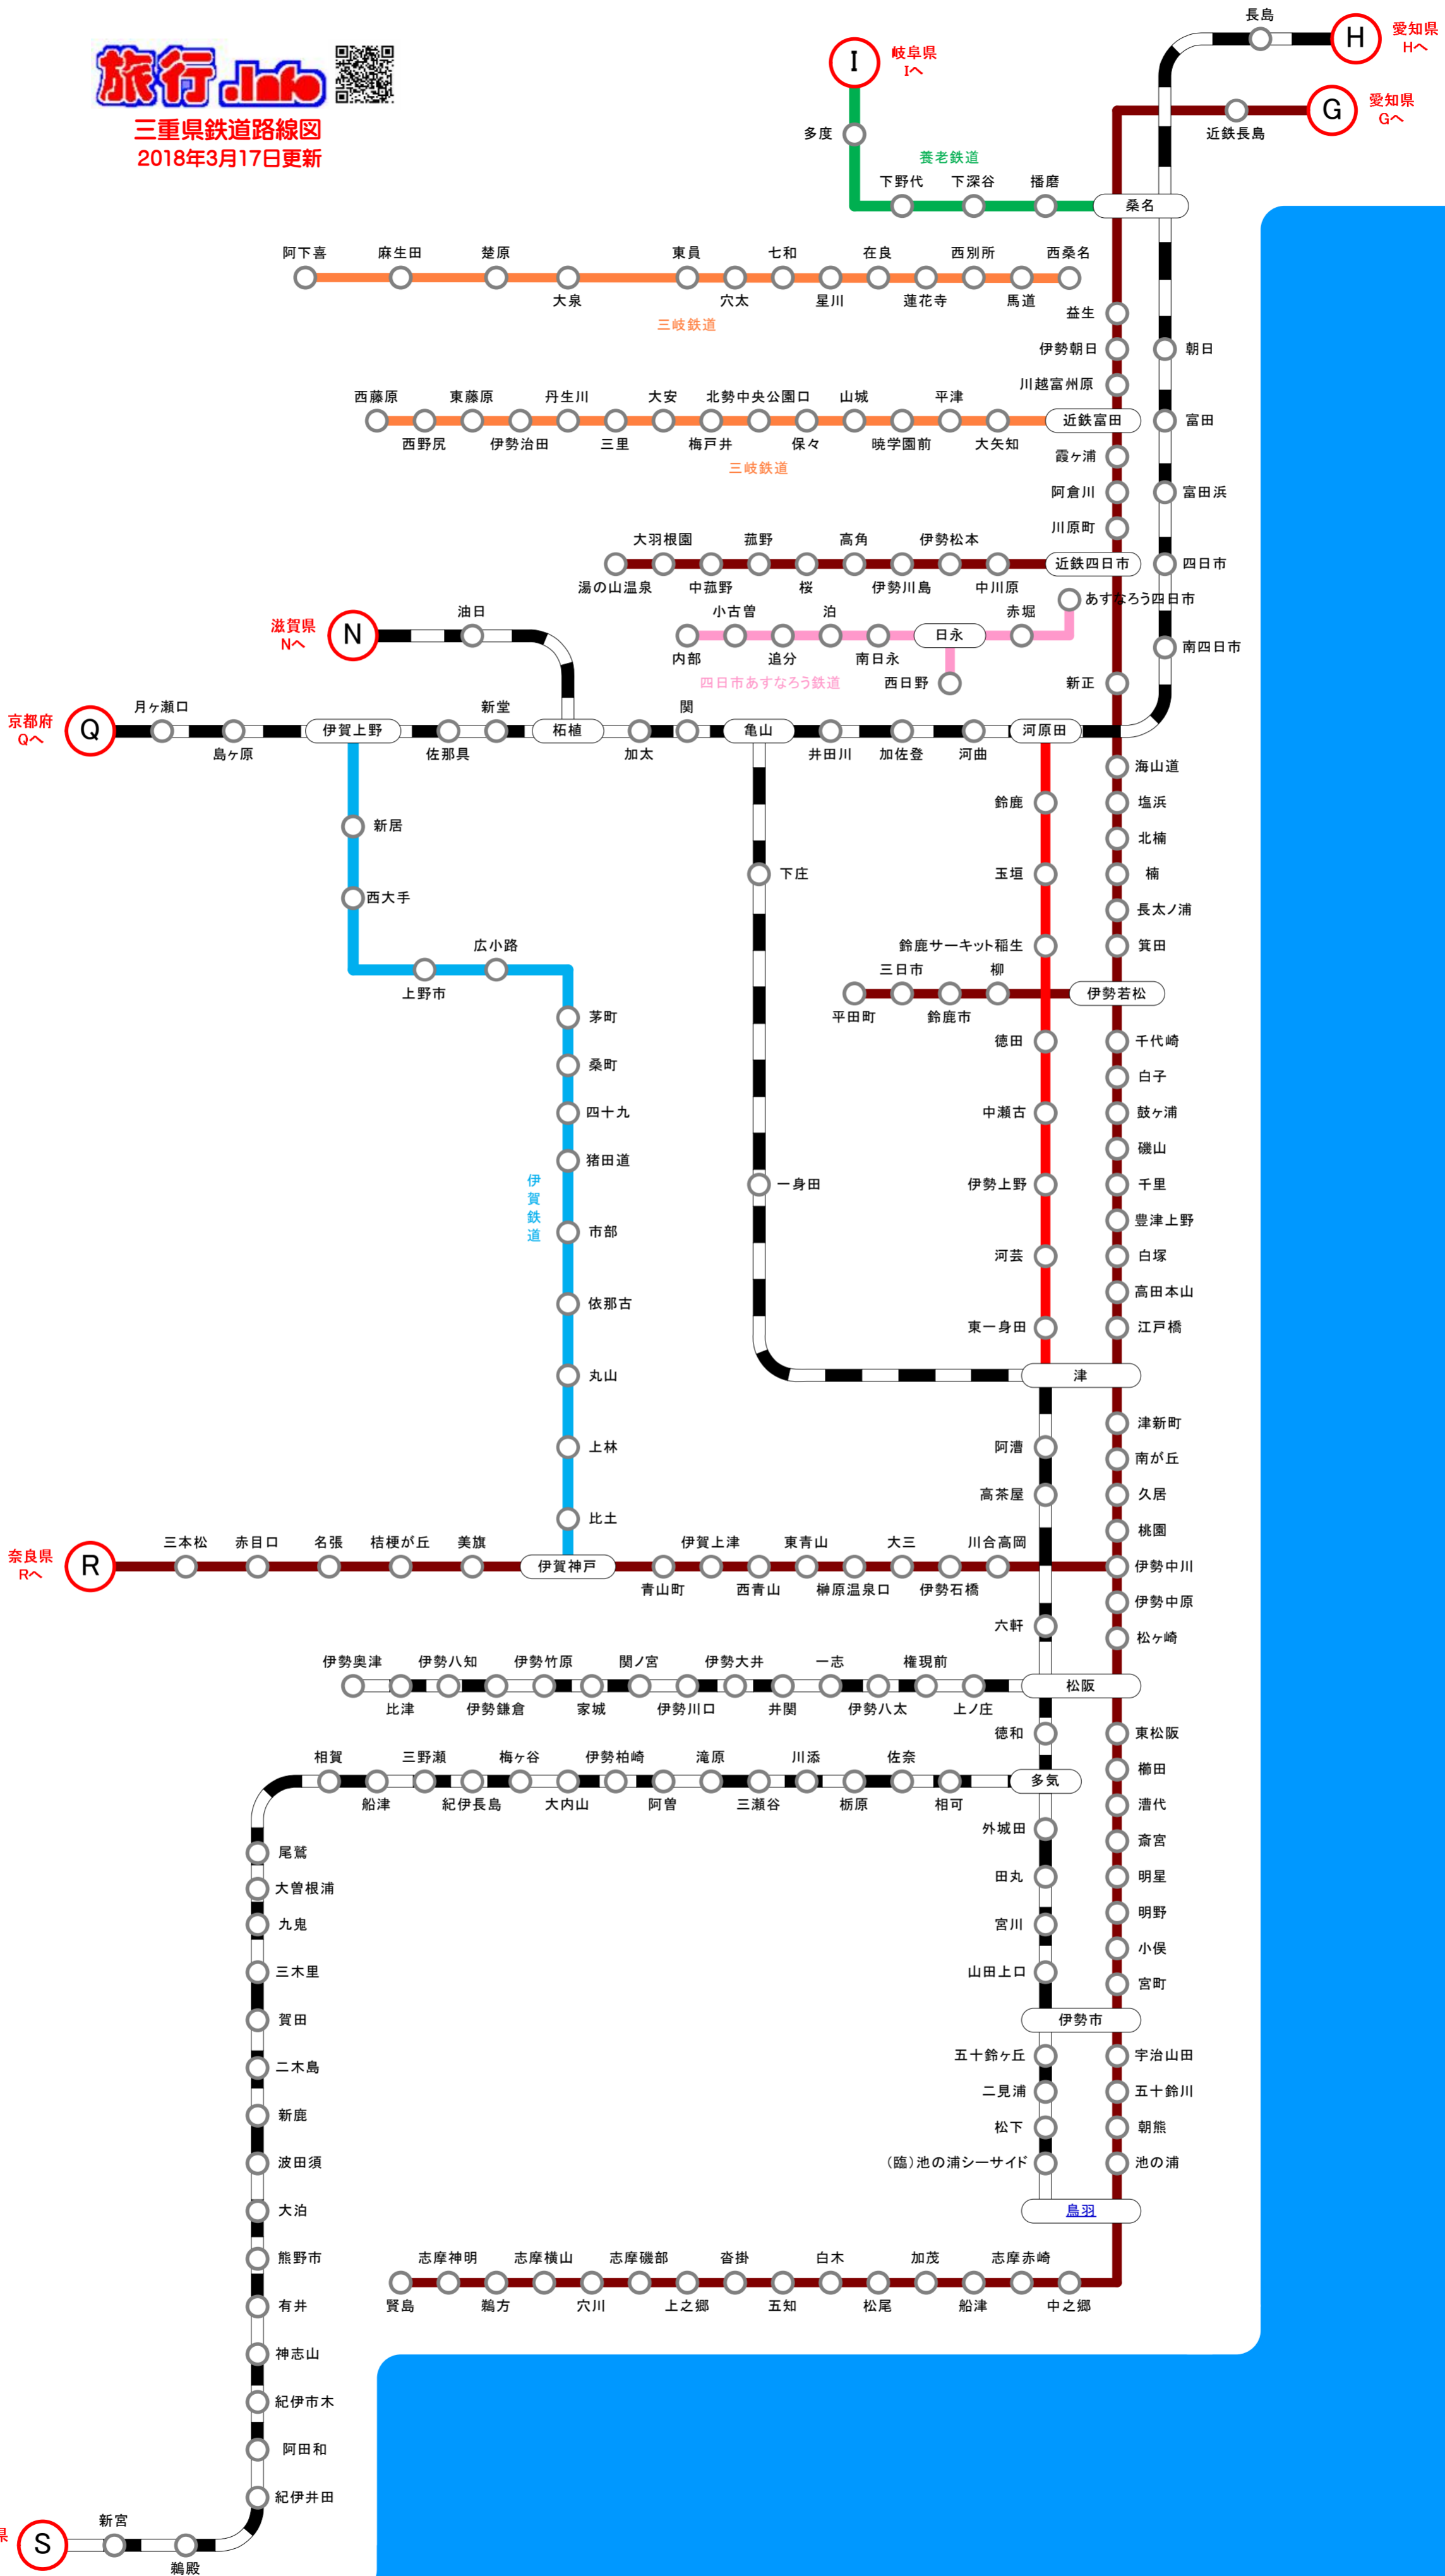 旅行.Info
三重県鉄道路線図
2018年3月17日更新
長島
H
愛知県
Hへ
I
岐阜県
Iへ
近鉄長島
G
愛知県
Gへ
多度
養老鉄道
下野代
下深谷
播磨
桑名
阿下喜
麻生田
楚原
大泉
東員
穴太
七和
星川
在良
蓮花寺
西別所
馬道
西桑名
三岐鉄道
益生
伊勢朝日
朝日
川越富州原
西藤原
西野尻
東藤原
伊勢治田
丹生川
三里
大安
梅戸井
北勢中央公園口
保々
山城
暁学園前
平津
大矢知
近鉄富田
富田
三岐鉄道
霞ヶ浦
阿倉川
富田浜
川原町
湯の山温泉
大羽根園
中菰野
菰野
桜
高角
伊勢川島
伊勢松本
中川原
近鉄四日市
四日市
あすなろう四日市
滋賀県
Nへ
N
油日
内部
小古曽
追分
泊
南日永
日永
赤堀
南四日市
四日市あすなろう鉄道
西日野
新正
京都府
Qへ
Q
月ヶ瀬口
島ヶ原
伊賀上野
佐那具
新堂
柘植
加太
関
亀山
井田川
加佐登
河曲
河原田
海山道
鈴鹿
塩浜
新居
北楠
下庄
玉垣
楠
西大手
長太ノ浦
鈴鹿サーキット稲生
箕田
上野市
広小路
平田町
三日市
鈴鹿市
柳
伊勢若松
茅町
徳田
千代崎
桑町
白子
四十九
中瀬古
鼓ヶ浦
猪田道
磯山
伊賀鉄道
一身田
伊勢上野
千里
市部
豊津上野
河芸
白塚
依那古
高田本山
東一身田
江戸橋
丸山
津
津新町
上林
阿漕
南が丘
高茶屋
久居
比土
桃園
奈良県
Rへ
R
三本松
赤目口
名張
桔梗が丘
美旗
伊賀神戸
青山町
伊賀上津
西青山
東青山
榊原温泉口
大三
伊勢石橋
川合高岡
伊勢中川
伊勢中原
六軒
松ヶ崎
伊勢奥津
比津
伊勢八知
伊勢鎌倉
伊勢竹原
家城
関ノ宮
伊勢川口
伊勢大井
井関
一志
伊勢八太
権現前
上ノ庄
松阪
徳和
東松阪
櫛田
相賀
船津
三野瀬
紀伊長島
梅ヶ谷
大内山
伊勢柏崎
阿曽
滝原
三瀬谷
川添
栃原
佐奈
相可
多気
漕代
外城田
斎宮
尾鷲
田丸
明星
大曽根浦
明野
九鬼
宮川
小俣
三木里
山田上口
宮町
賀田
伊勢市
二木島
五十鈴ヶ丘
宇治山田
二見浦
五十鈴川
新鹿
松下
朝熊
波田須
（臨）池の浦シーサイド
池の浦
大泊
鳥羽
熊野市
賢島
志摩神明
鵜方
志摩横山
穴川
志摩磯部
上之郷
沓掛
五知
白木
松尾
加茂
船津
志摩赤崎
中之郷
有井
神志山
紀伊市木
阿田和
紀伊井田
県
S
新宮
鵜殿